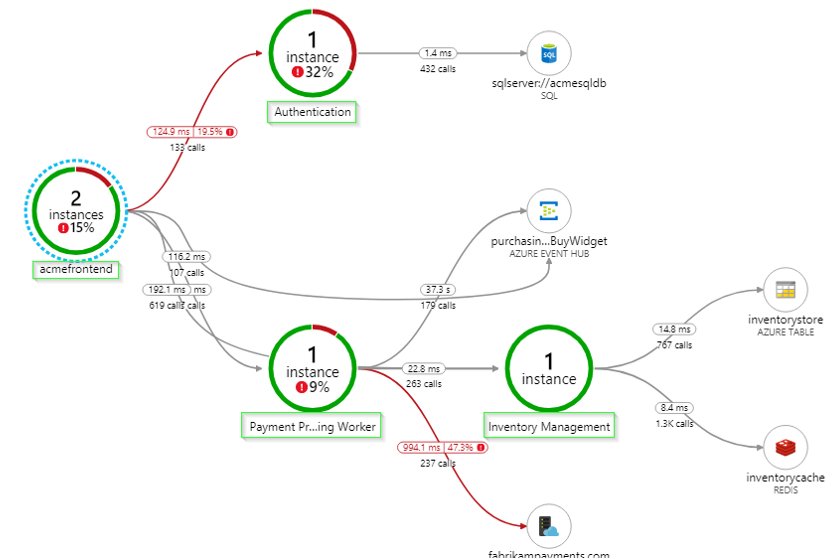 1
instance
32%
Authentication
1.4 ms
432 calls
sqlserver://acmesqldb
SQL
124.9 ms | 19.5%
133 calls
2
instances
15%
acmefrontend
116.2 ms
107 calls
192.1 ms
ms
619 calls
calls
purchasin...BuyWidget
AZURE EVENT HUB
37.3 s
179 calls
1
instance
9%
Payment Pr...ing Worker
22.8 ms
263 calls
1
instance
Inventory Management
14.8 ms
767 calls
inventorystore
AZURE TABLE
8.4 ms
1.3K calls
inventorycache
REDIS
994.1 ms | 47.3%
237 calls
fabrikampayments.com